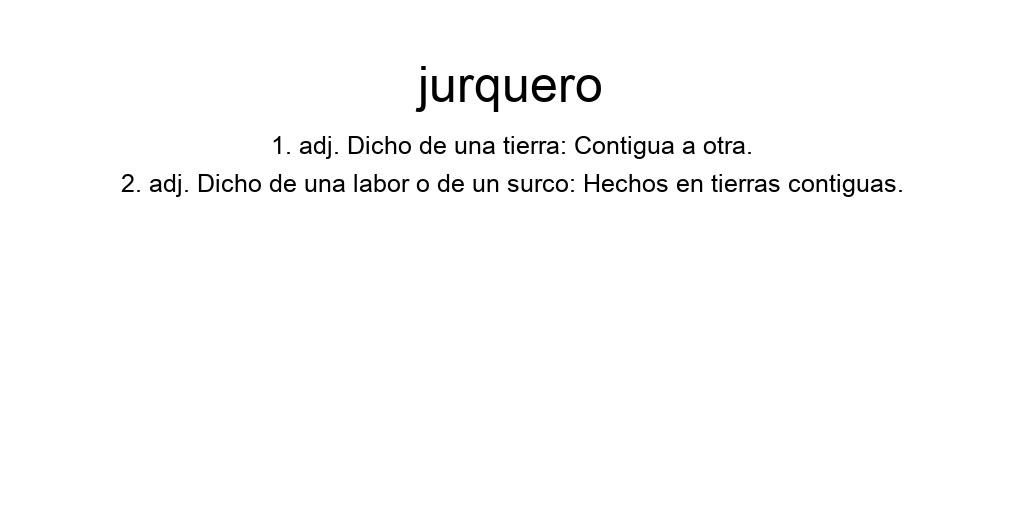 jurquero
1. adj. Dicho de una tierra: Contigua a otra.
2. adj. Dicho de una labor o de un surco: Hechos en tierras contiguas.